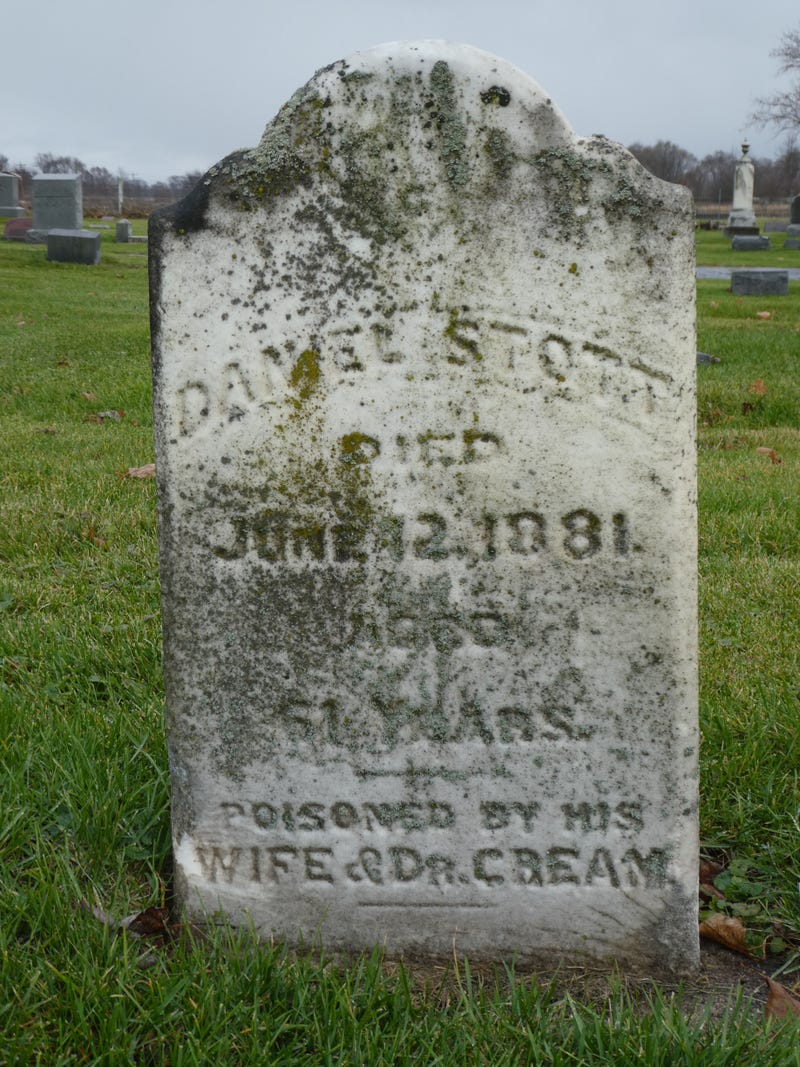 DANIEL STOTT
DIED
JUNE 12, 1881.
AGED
61 YEARS.
POISONED BY HIS
WIFE & DR. CREAM.